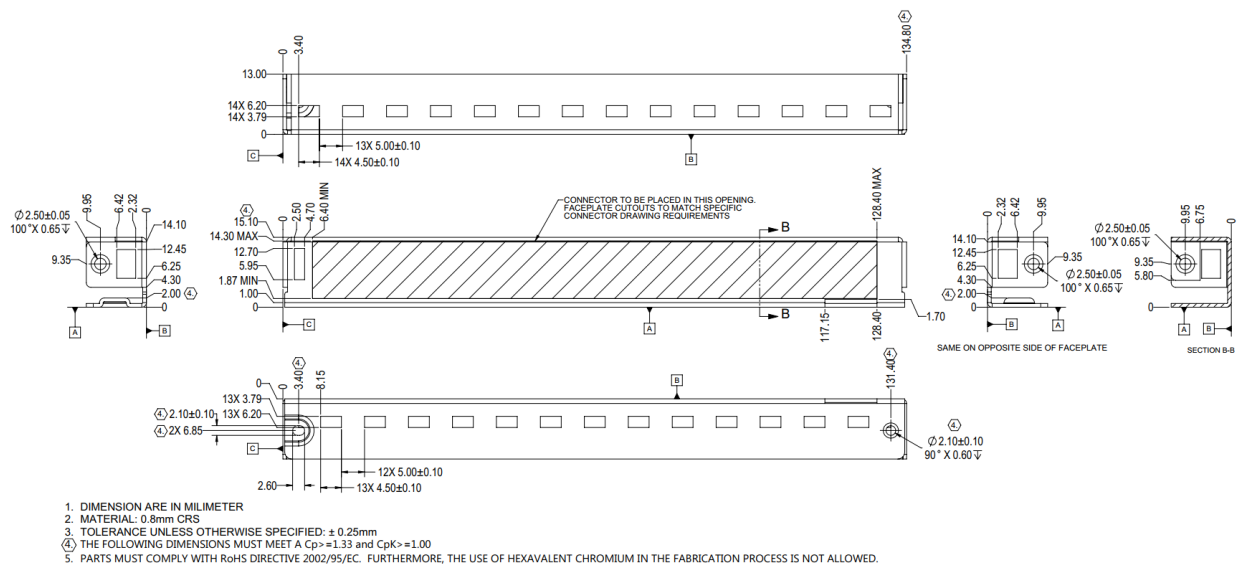 0
3.40
134.80
4.
13.00
14X 6.20
14X 3.79
0
13X 5.00±0.10
14X 4.50±0.10
C
B
9.95
6.42
2.32
0
Ø 2.50±0.05
100°X 0.65
14.10
12.45
9.35
6.25
4.30
2.00 4.
0
A
B
4.
0
2.50
4.70
6.40 MIN
15.10
14.30 MAX
12.70
5.95
1.87 MIN
1.00
0
CONNECTOR TO BE PLACED IN THIS OPENING.
FACEPLATE CUTOUTS TO MATCH SPECIFIC
CONNECTOR DRAWING REQUIREMENTS
128.40 MAX
B
B
C
A
117.15
128.40
1.70
0
2.32
6.42
9.95
14.10
12.45
6.25
4.30
4. 2.00
0
9.35
Ø 2.50±0.05
100° X 0.65
B
A
SAME ON OPPOSITE SIDE OF FACEPLATE
9.95
6.75
0
Ø 2.50±0.05
100°X 0.65
9.35
5.80
0
A
B
SECTION B-B
4.
0
3.40
8.15
4.
131.40
0
13X 3.79
4. 2.10±0.10
13X 6.20
4. 2X 6.85
C
B
4.
Ø 2.10±0.10
90° X 0.60
12X 5.00±0.10
2.60
13X 4.50±0.10
1. DIMENSION ARE IN MILIMETER
2. MATERIAL: 0.8mm CRS
3. TOLERANCE UNLESS OTHERWISE SPECIFIED: ± 0.25mm
4. THE FOLLOWING DIMENSIONS MUST MEET A Cp>=1.33 and CpK>=1.00
5. PARTS MUST COMPLY WITH RoHS DIRECTIVE 2002/95/EC. FURTHERMORE, THE USE OF HEXAVALENT CHROMIUM IN THE FABRICATION PROCESS IS NOT ALLOWED.